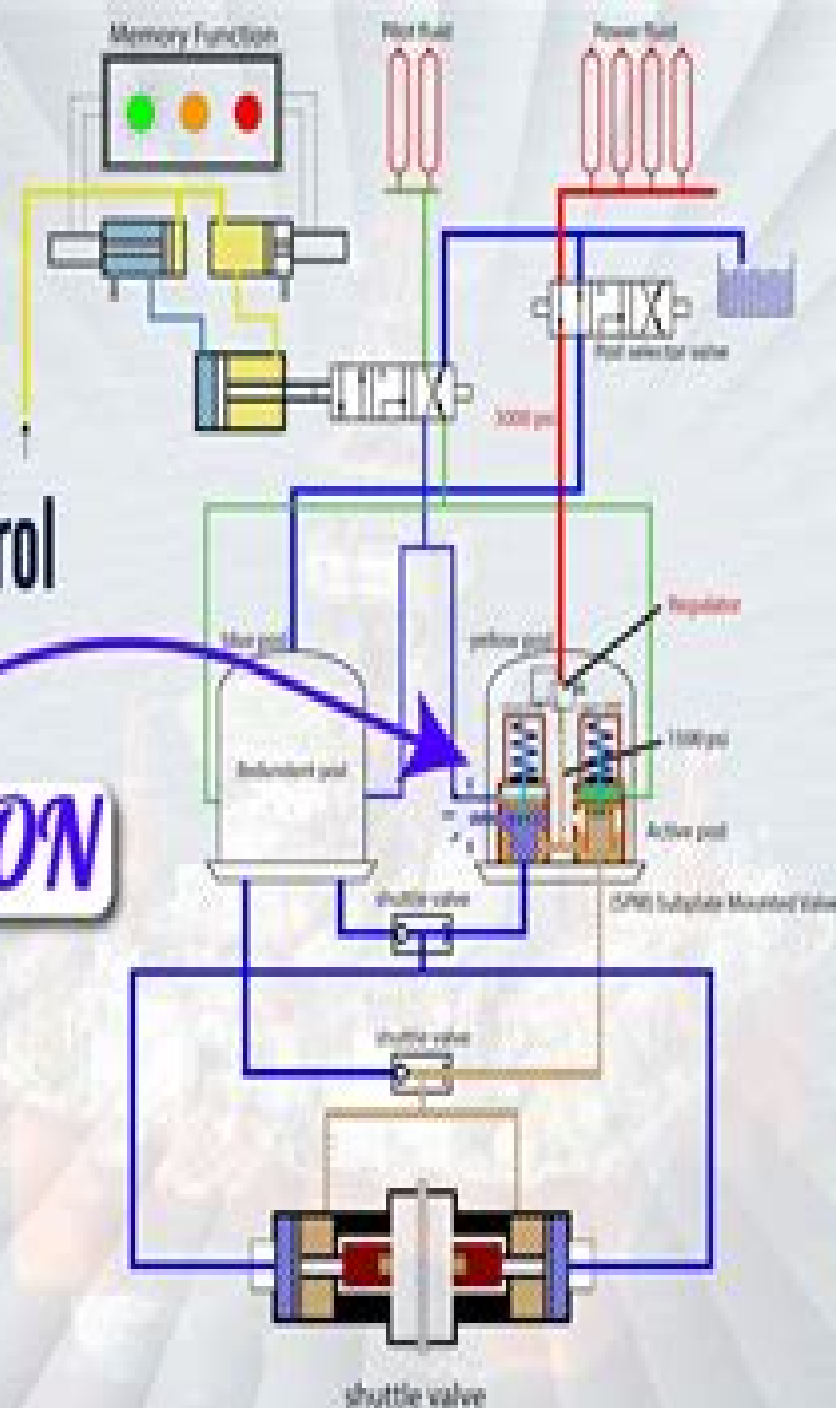 Memory Function
Pilot fluid
Power fluid
Pod selector valve
3000 psi
rol
Regulator
blue pod
yellow pod
Redundant pod
1500 psi
ON
Active pod
shuttle valve
(SPM) Subplate Mounted Valve
shuttle valve
shuttle valve